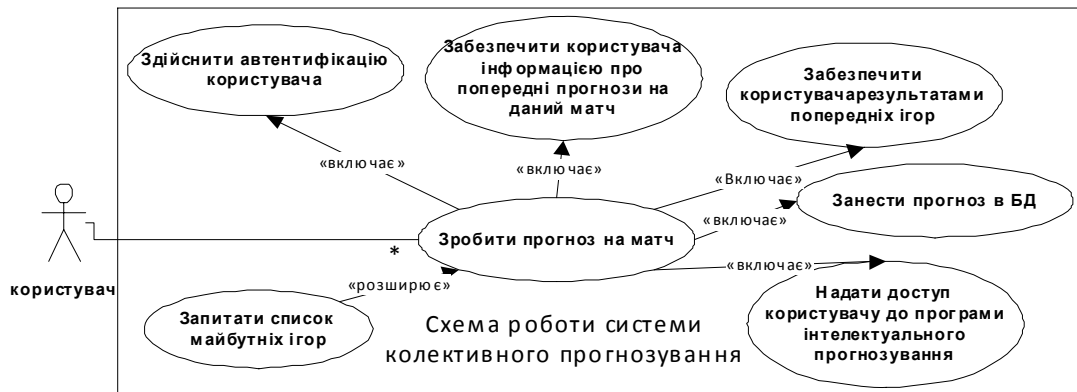 Здійснити автентифікацію
користувача
Забезпечити користувача
інформацією про
попередні прогнози на
даний матч
Забезпечити
користувачарезультатами
попередніх ігор
«включає»
«включає»
«Включає»
Занести прогноз в БД
«включає»
Зробити прогноз на матч
*
«включає»
користувач
«розширює»
Запитати список
майбутніх ігор
Схема роботи системи
колективного прогнозування
Надати доступ
користувачу до програми
інтелектуального
прогнозування